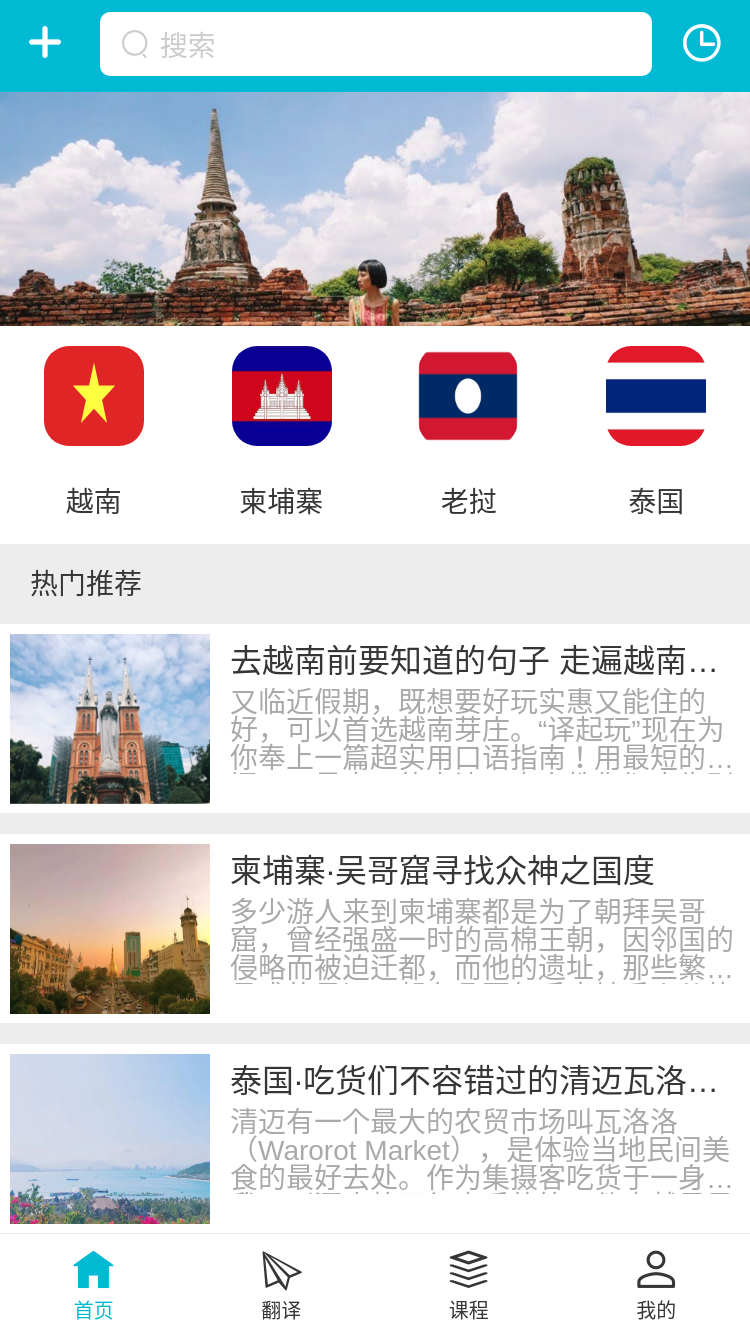 搜索
越南
柬埔寨
老挝
泰国
热门推荐
去越南前要知道的句子 走遍越南…
又临近假期，既想要好玩实惠又能住的
好，可以首选越南芽庄。“译起玩”现在为
你奉上一篇超实用口语指南！用最短的…
柬埔寨·吴哥窟寻找众神之国度
多少游人来到柬埔寨都是为了朝拜吴哥
窟，曾经强盛一时的高棉王朝，因邻国的
侵略而被迫迁都，而他的遗址，那些繁…
泰国·吃货们不容错过的清迈瓦洛…
清迈有一个最大的农贸市场叫瓦洛洛
（Warorot Market），是体验当地民间美
食的最好去处。作为集摄客吃货于一身…
首页
翻译
课程
我的